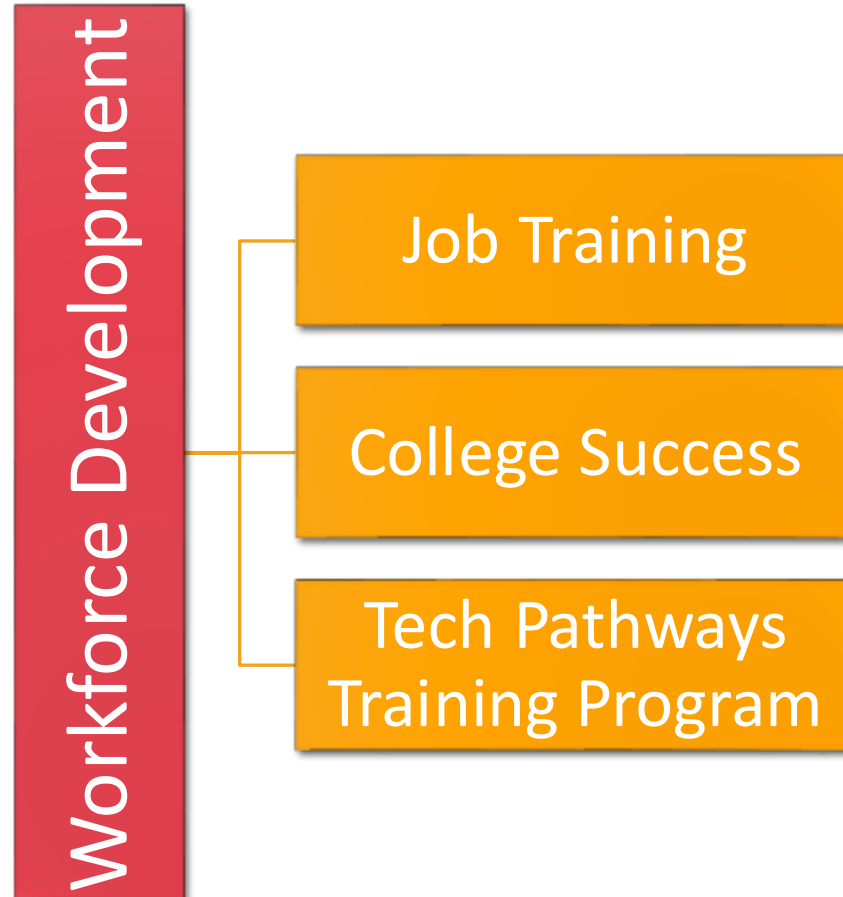 Workforce Development
Job Training
College Success
Tech Pathways
Training Program